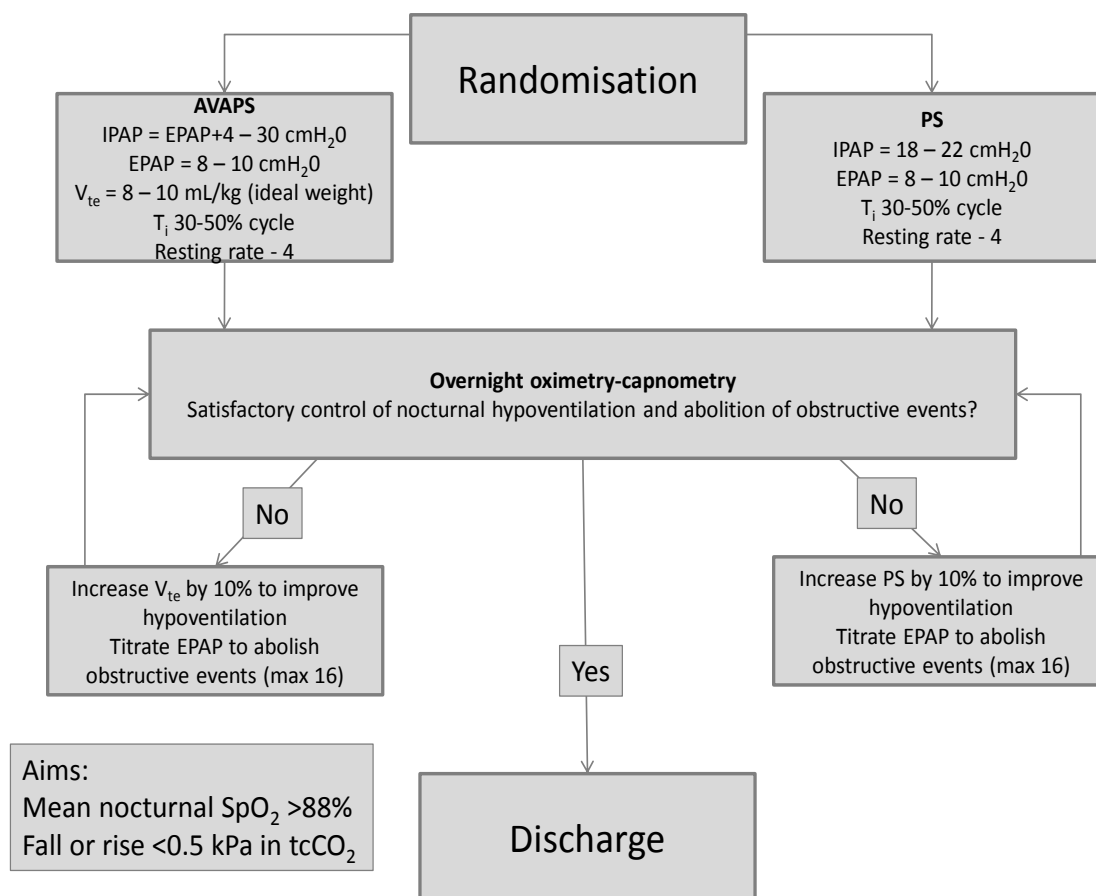 Randomisation
AVAPS
IPAP = EPAP+4 – 30 cmH₂0
EPAP = 8 – 10 cmH₂0
Vₜₑ = 8 – 10 mL/kg (ideal weight)
Tᵢ 30-50% cycle
Resting rate - 4
PS
IPAP = 18 – 22 cmH₂0
EPAP = 8 – 10 cmH₂0
Tᵢ 30-50% cycle
Resting rate - 4
Overnight oximetry-capnometry
Satisfactory control of nocturnal hypoventilation and abolition of obstructive events?
No
No
Increase Vₜₑ by 10% to improve
hypoventilation
Titrate EPAP to abolish
obstructive events (max 16)
Increase PS by 10% to improve
hypoventilation
Titrate EPAP to abolish
obstructive events (max 16)
Yes
Aims:
Mean nocturnal SpO₂ >88%
Fall or rise <0.5 kPa in tcCO₂
Discharge